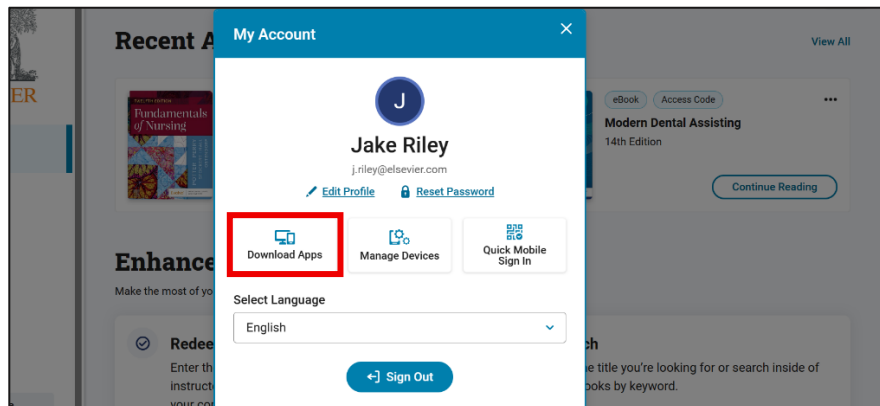 Recent A
View All
My Account
ER
Fundamentals
of Nursing
J
Jake Riley
j.riley@elsevier.com
Edit Profile
Reset Password
eBook
Access Code
Modern Dental Assisting
14th Edition
Continue Reading
Download Apps
Manage Devices
Quick Mobile
Sign In
Enhance
Make the most of yo
Select Language
English
Redee
Enter th
instruct
your cou
Sign Out
ch
e title you're looking for or search inside of
ooks by keyword.